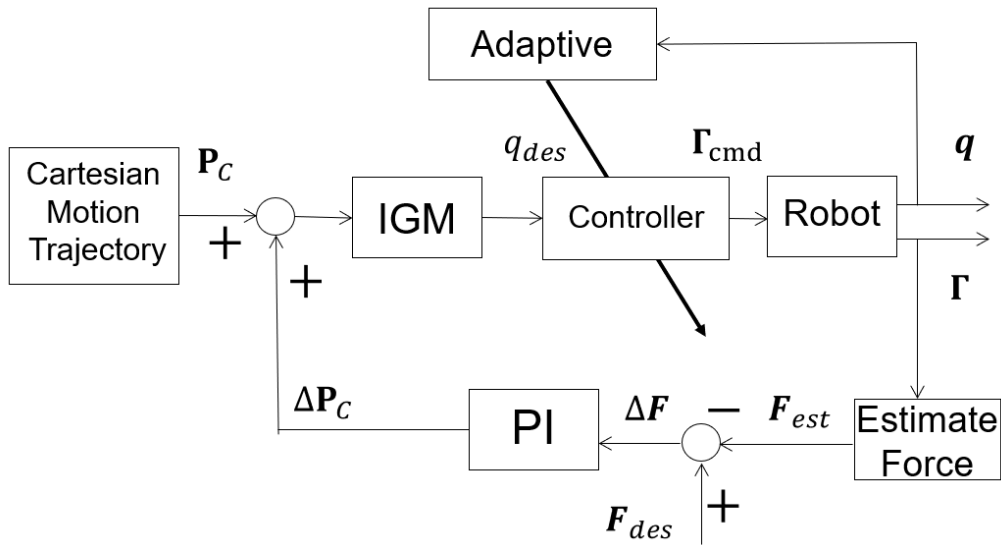 Adaptive
Cartesian
Motion
Trajectory
𝐏_C
+
+
IGM
q_des
Controller
𝚪_cmd
Robot
𝒒
𝚪
Δ𝐏_C
PI
Δ𝑭
−
𝑭_est
Estimate
Force
𝑭_des
+